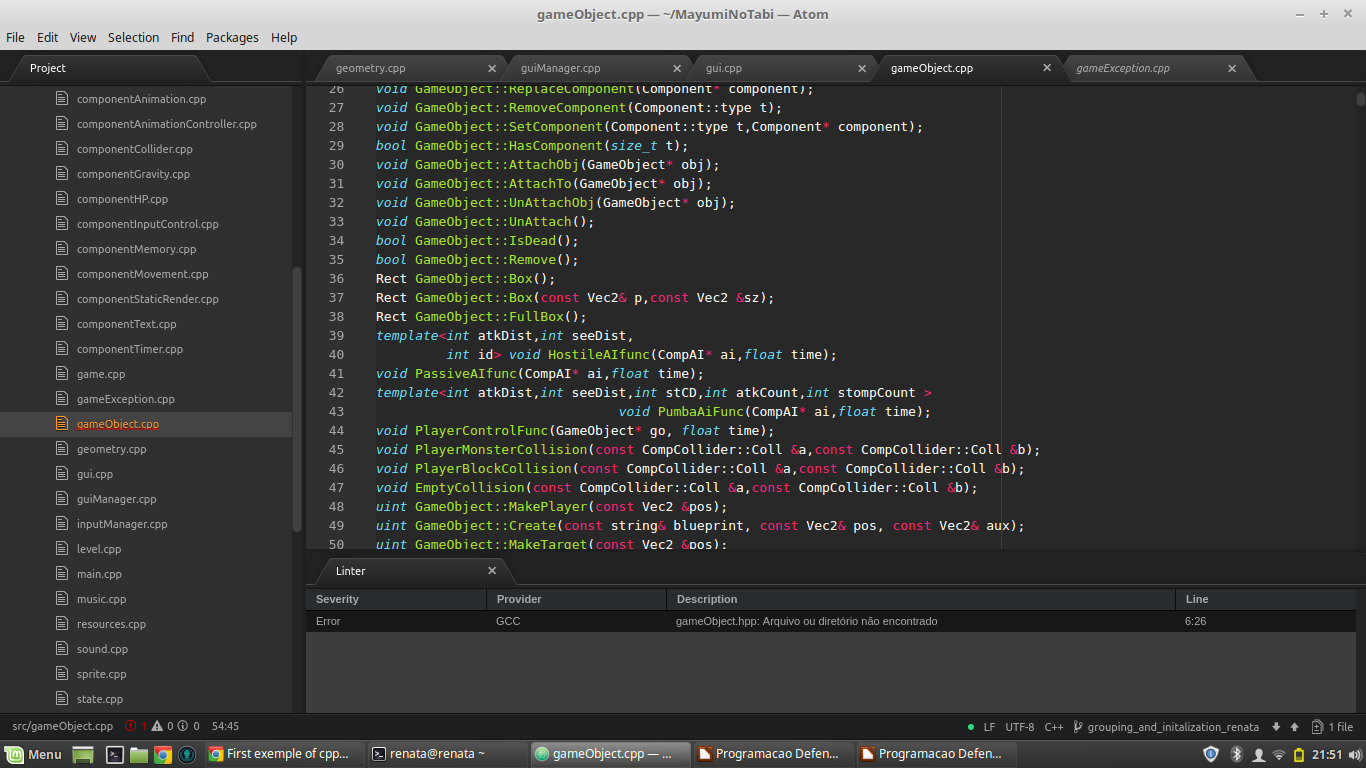 gameObject.cpp — ~/MayumiNoTabi — Atom
File Edit View Selection Find Packages Help
Project
geometry.cpp
guiManager.cpp
gui.cpp
gameObject.cpp
gameException.cpp
componentAnimation.cpp
componentAnimationController.cpp
componentCollider.cpp
componentGravity.cpp
componentHP.cpp
componentInputControl.cpp
componentMemory.cpp
componentMovement.cpp
componentStaticRender.cpp
componentText.cpp
componentTimer.cpp
game.cpp
gameException.cpp
gameObject.cpp
geometry.cpp
gui.cpp
guiManager.cpp
inputManager.cpp
level.cpp
main.cpp
music.cpp
resources.cpp
sound.cpp
sprite.cpp
state.cpp
26 void GameObject::ReplaceComponent(Component* component);
27 void GameObject::RemoveComponent(Component::type t);
28 void GameObject::SetComponent(Component::type t,Component* component);
29 bool GameObject::HasComponent(size_t t);
30 void GameObject::AttachObj(GameObject* obj);
31 void GameObject::AttachTo(GameObject* obj);
32 void GameObject::UnAttachObj(GameObject* obj);
33 void GameObject::UnAttach();
34 bool GameObject::IsDead();
35 bool GameObject::Remove();
36 Rect GameObject::Box();
37 Rect GameObject::Box(const Vec2& p,const Vec2 &sz);
38 Rect GameObject::FullBox();
39 template<int atkDist,int seeDist,
40 int id> void HostileAIfunc(CompAI* ai,float time);
41 void PassiveAIfunc(CompAI* ai,float time);
42 template<int atkDist,int seeDist,int stCD,int atkCount,int stompCount >
43 void PumbaAiFunc(CompAI* ai,float time);
44 void PlayerControlFunc(GameObject* go, float time);
45 void PlayerMonsterCollision(const CompCollider::Coll &a,const CompCollider::Coll &b);
46 void PlayerBlockCollision(const CompCollider::Coll &a,const CompCollider::Coll &b);
47 void EmptyCollision(const CompCollider::Coll &a,const CompCollider::Coll &b);
48 uint GameObject::MakePlayer(const Vec2 &pos);
49 uint GameObject::Create(const string& blueprint, const Vec2& pos, const Vec2& aux);
50 uint GameObject::MakeTarget(const Vec2 &pos);
Linter
Severity Provider Description Line
Error GCC gameObject.hpp: Arquivo ou diretório não encontrado 6:26
src/gameObject.cpp 1 0 0 54:45 LF UTF-8 C++ grouping_and_initalization_renata 1 file
Menu First exemple of cpp... renata@renata ~ gameObject.cpp — ... Programacao Defen... Programacao Defen... 21:51